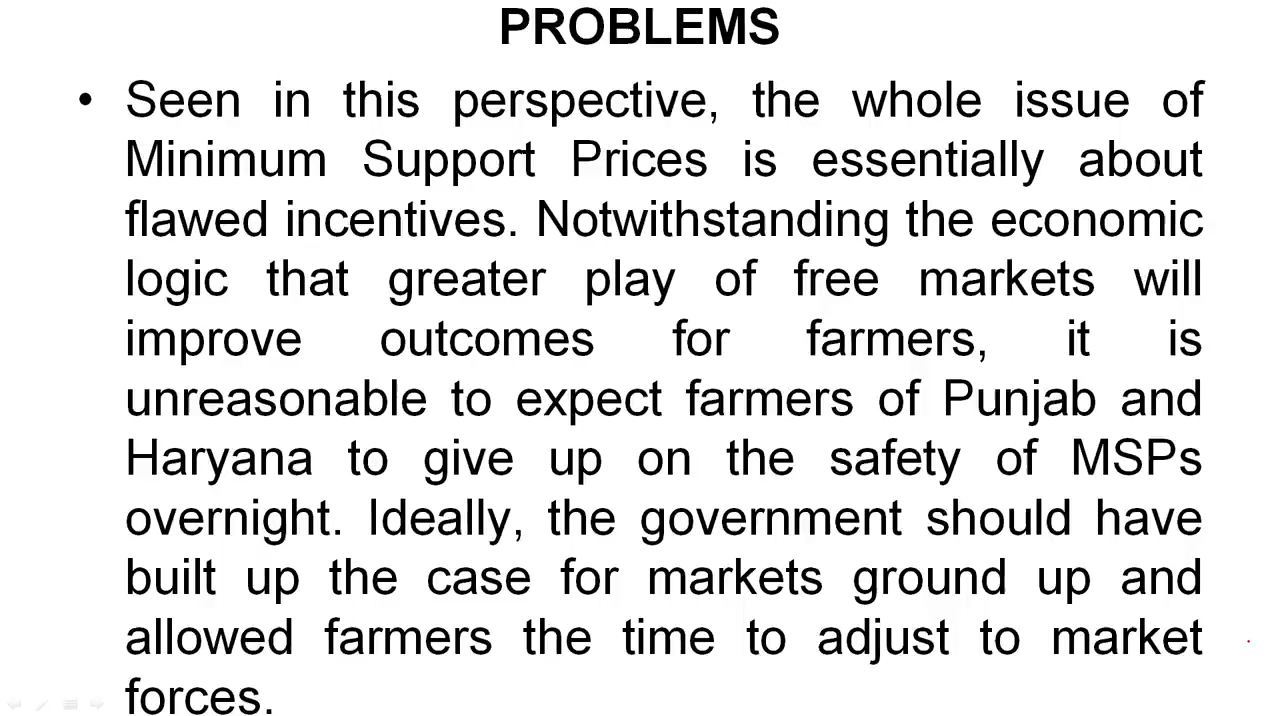 PROBLEMS
• Seen in this perspective, the whole issue of
Minimum Support Prices is essentially about
flawed incentives. Notwithstanding the economic
logic that greater play of free markets will
improve outcomes for farmers, it is
unreasonable to expect farmers of Punjab and
Haryana to give up on the safety of MSPs
overnight. Ideally, the government should have
built up the case for markets ground up and
allowed farmers the time to adjust to market
forces.